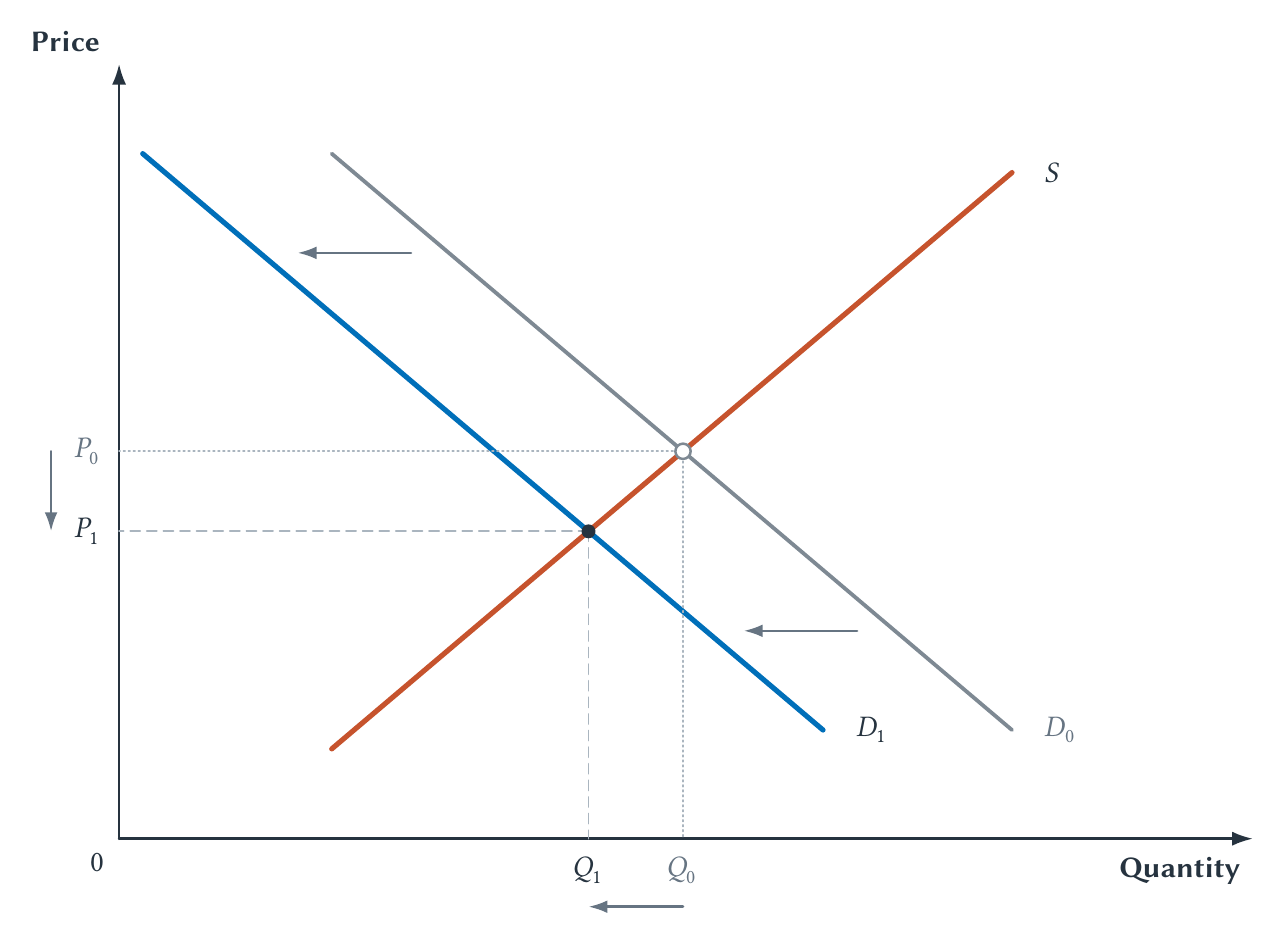 Price
S
P₀
P₁
D₁ D₀
0
Q₁ Q₀
Quantity